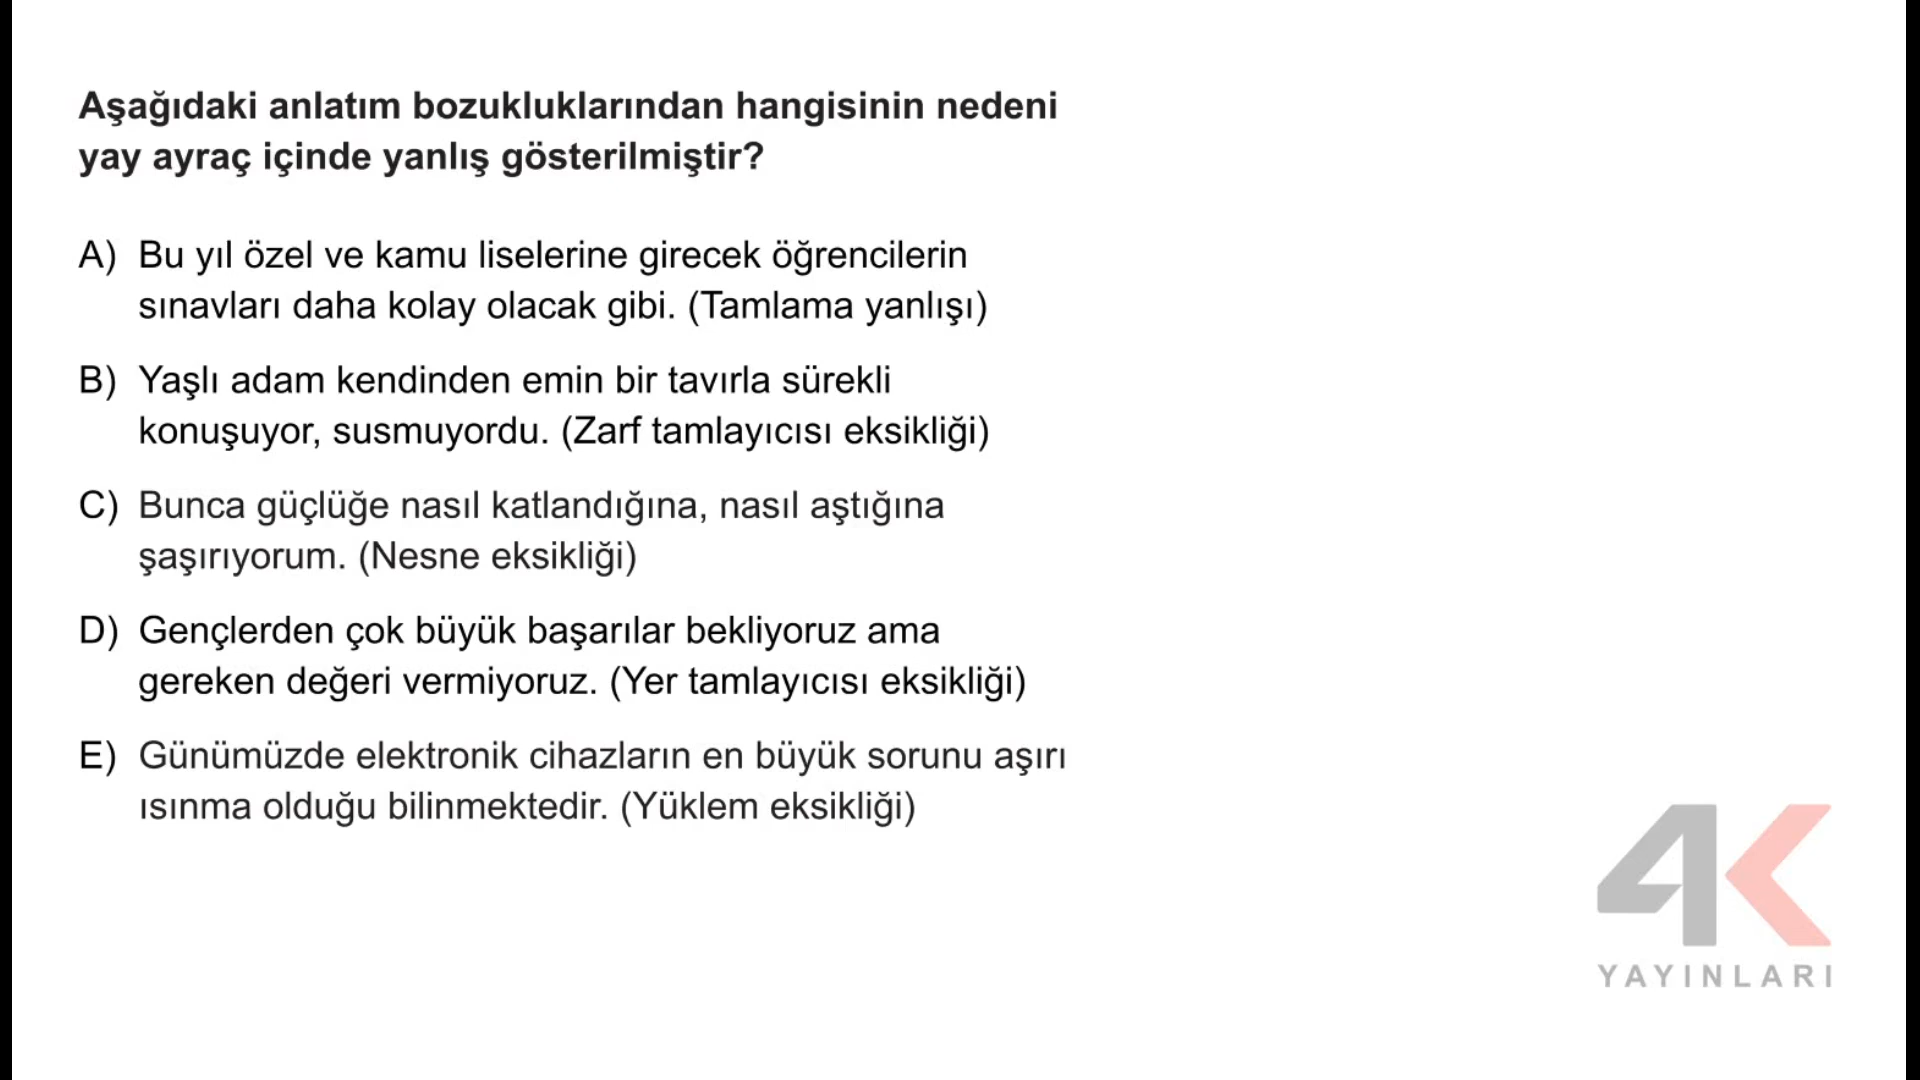 Aşağıdaki anlatım bozukluklarından hangisinin nedeni
yay ayraç içinde yanlış gösterilmiştir?
A) Bu yıl özel ve kamu liselerine girecek öğrencilerin
sınavları daha kolay olacak gibi. (Tamlama yanlışı)
B) Yaşlı adam kendinden emin bir tavırla sürekli
konuşuyor, susmuyordu. (Zarf tamlayıcısı eksikliği)
C) Bunca güçlüğe nasıl katlandığına, nasıl aştığına
şaşırıyorum. (Nesne eksikliği)
D) Gençlerden çok büyük başarılar bekliyoruz ama
gereken değeri vermiyoruz. (Yer tamlayıcısı eksikliği)
E) Günümüzde elektronik cihazların en büyük sorunu aşırı
ısınma olduğu bilinmektedir. (Yüklem eksikliği)
4K
YAYINLARI